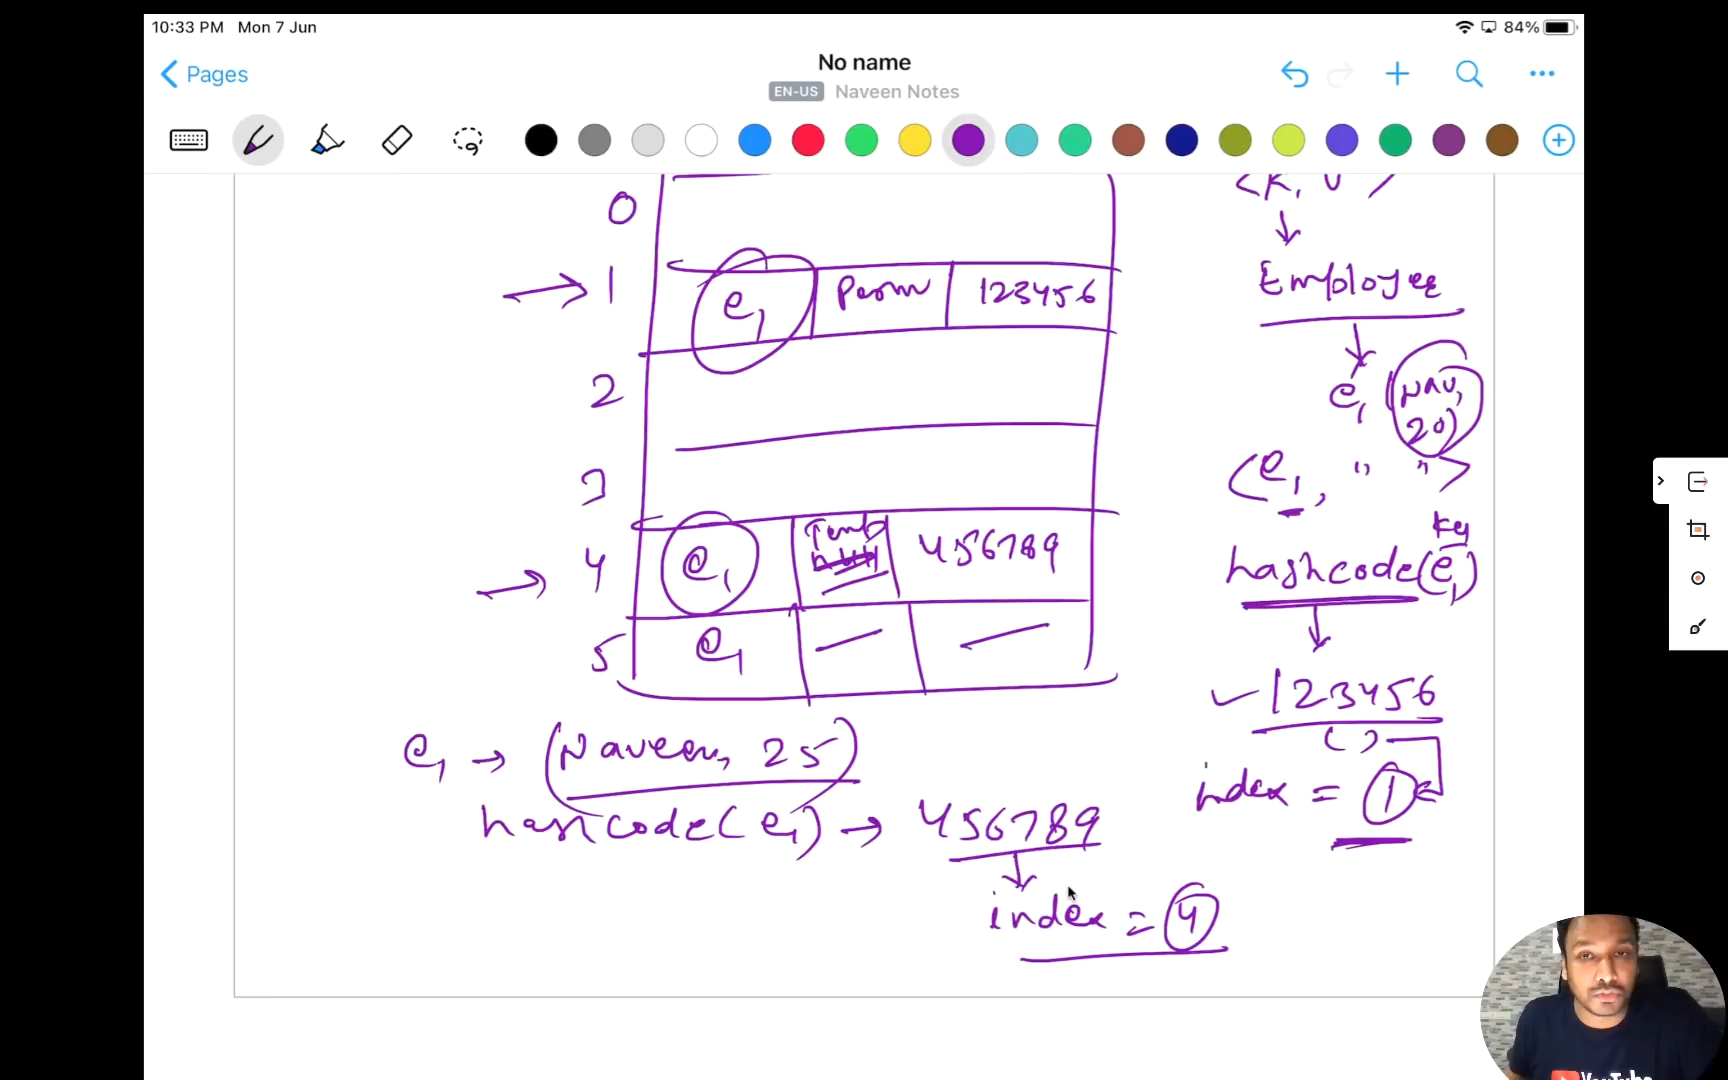 10:33 PM Mon 7 Jun
84%
Pages
No name
EN-US Naveen Notes
<K, V>
0
Employee
1 e1 Perm 123456
2
e1 (Nav,
20)
3
<e1, " ">
key
4 e1 Temp null 456789
hashcode(e1)
5 e1
123456
e1 → (Naveen, 25)
( )
index = 1
hashcode(e1) → 456789
index = 4
YouTube